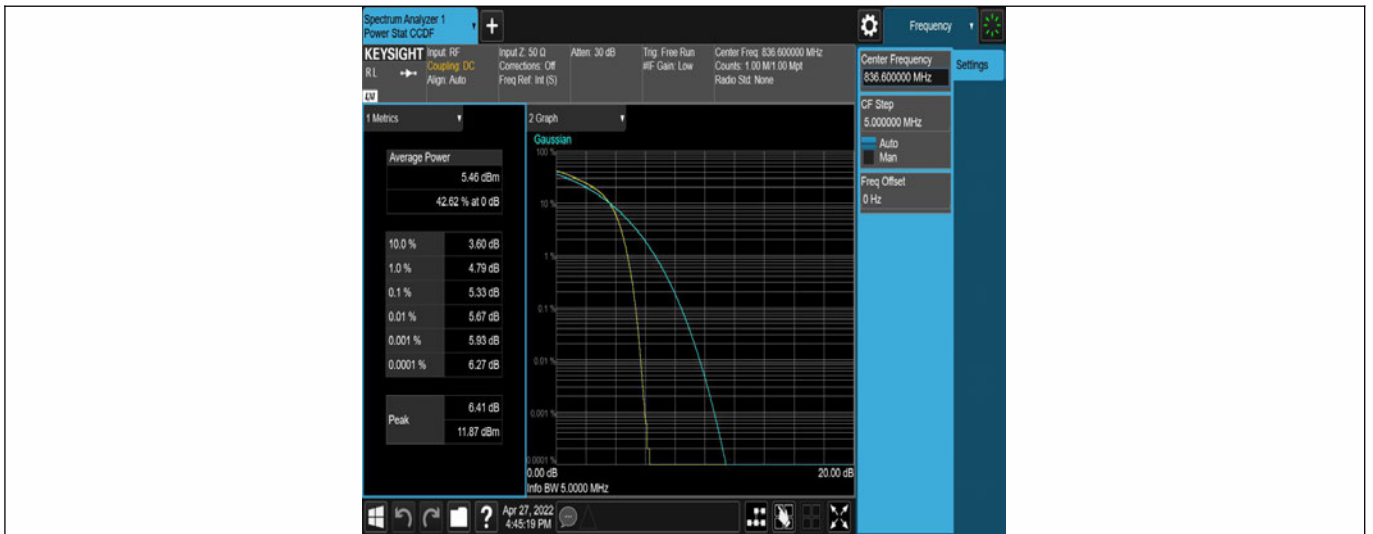 Spectrum Analyzer 1
Power Stat CCDF
Frequency
KEYSIGHT
RL
LXI
Input: RF
Coupling: DC
Align: Auto
Input Z: 50 Ω
Corrections: Off
Freq Ref: Int (S)
Atten: 30 dB
Trig: Free Run
#IF Gain: Low
Center Freq: 836.600000 MHz
Counts: 1.00 M/1.00 Mpt
Radio Std: None
Center Frequency
836.600000 MHz
Settings
CF Step
5.000000 MHz
Auto
Man
Freq Offset
0 Hz
1 Metrics
Average Power
5.46 dBm
42.62 % at 0 dB
10.0 % 3.60 dB
1.0 % 4.79 dB
0.1 % 5.33 dB
0.01 % 5.67 dB
0.001 % 5.93 dB
0.0001 % 6.27 dB
Peak
6.41 dB
11.87 dBm
2 Graph
Gaussian
100 %
10 %
1 %
0.1 %
0.01 %
0.001 %
0.0001 %
0.00 dB 20.00 dB
Info BW 5.0000 MHz
Apr 27, 2022
4:45:19 PM